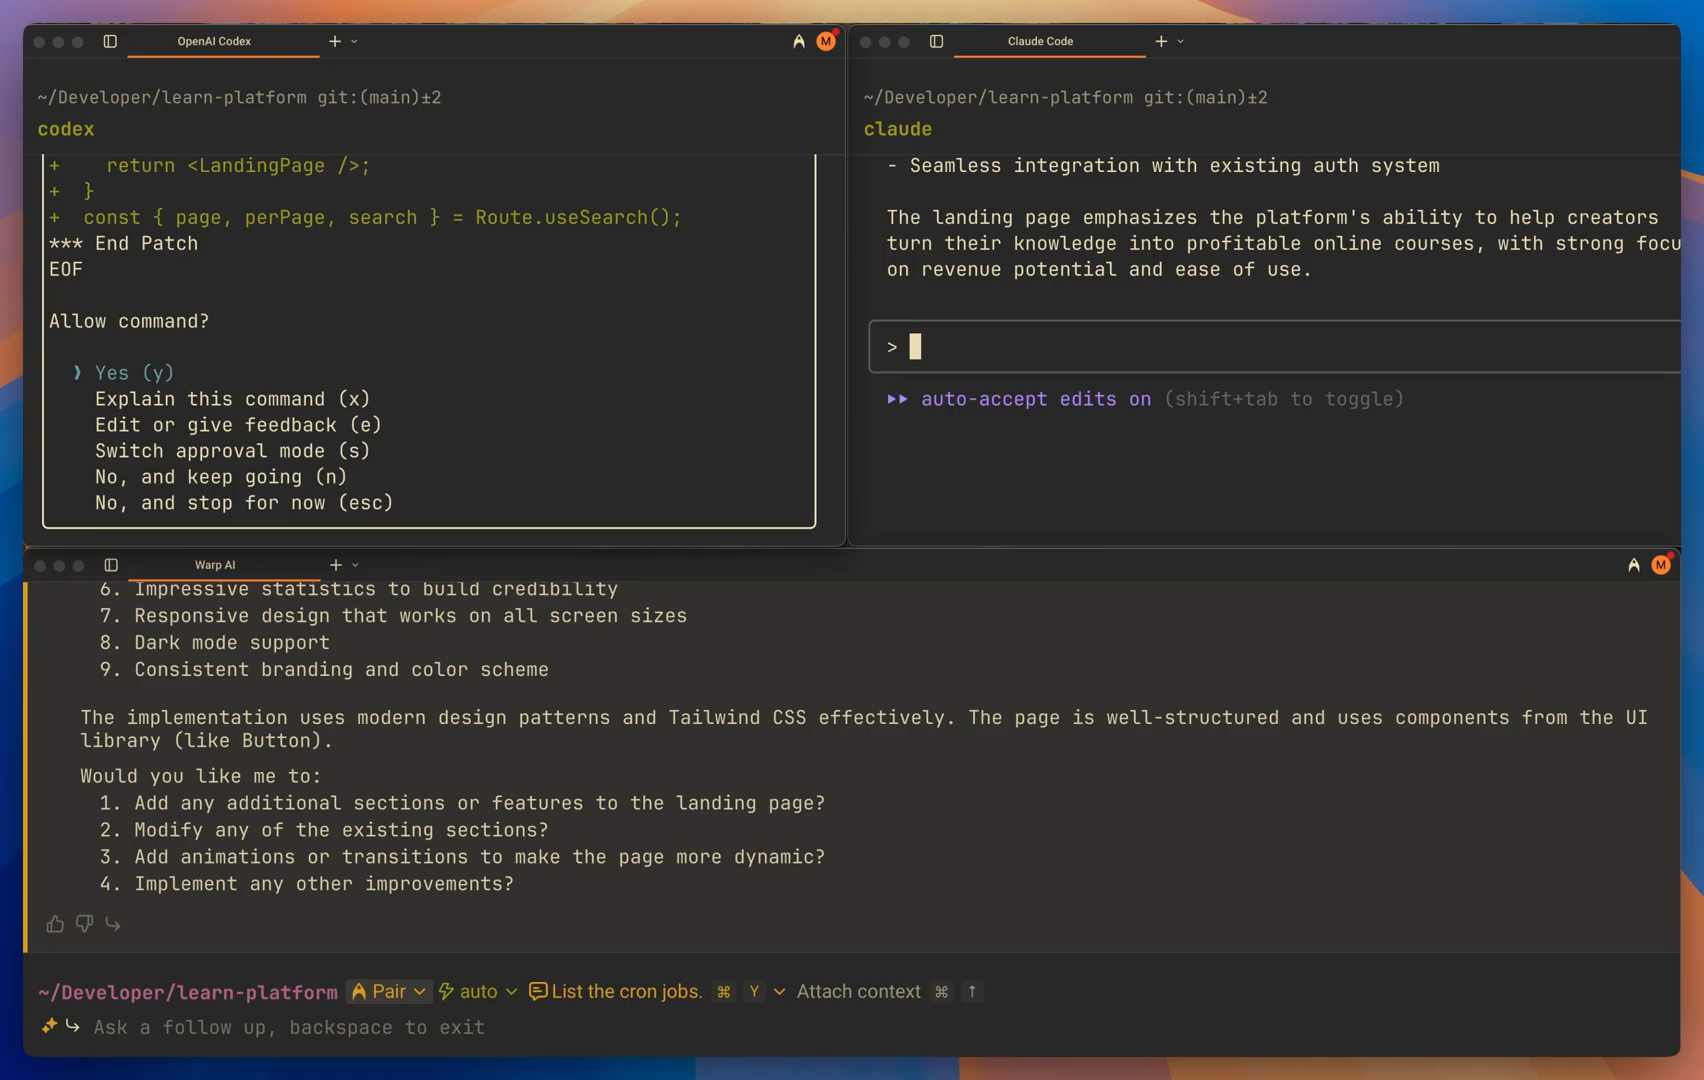 OpenAI Codex
M
~/Developer/learn-platform git:(main)±2
codex
+    return <LandingPage />;
+  }
+  const { page, perPage, search } = Route.useSearch();
*** End Patch
EOF
Allow command?
❯ Yes (y)
Explain this command (x)
Edit or give feedback (e)
Switch approval mode (s)
No, and keep going (n)
No, and stop for now (esc)
Claude Code
~/Developer/learn-platform git:(main)±2
claude
- Seamless integration with existing auth system
The landing page emphasizes the platform's ability to help creators
turn their knowledge into profitable online courses, with strong focu
on revenue potential and ease of use.
>
auto-accept edits on (shift+tab to toggle)
Warp AI
M
6. Impressive statistics to build credibility
7. Responsive design that works on all screen sizes
8. Dark mode support
9. Consistent branding and color scheme
The implementation uses modern design patterns and Tailwind CSS effectively. The page is well-structured and uses components from the UI
library (like Button).
Would you like me to:
1. Add any additional sections or features to the landing page?
2. Modify any of the existing sections?
3. Add animations or transitions to make the page more dynamic?
4. Implement any other improvements?
~/Developer/learn-platform Pair auto List the cron jobs. ⌘ Y Attach context ⌘ ↑
Ask a follow up, backspace to exit